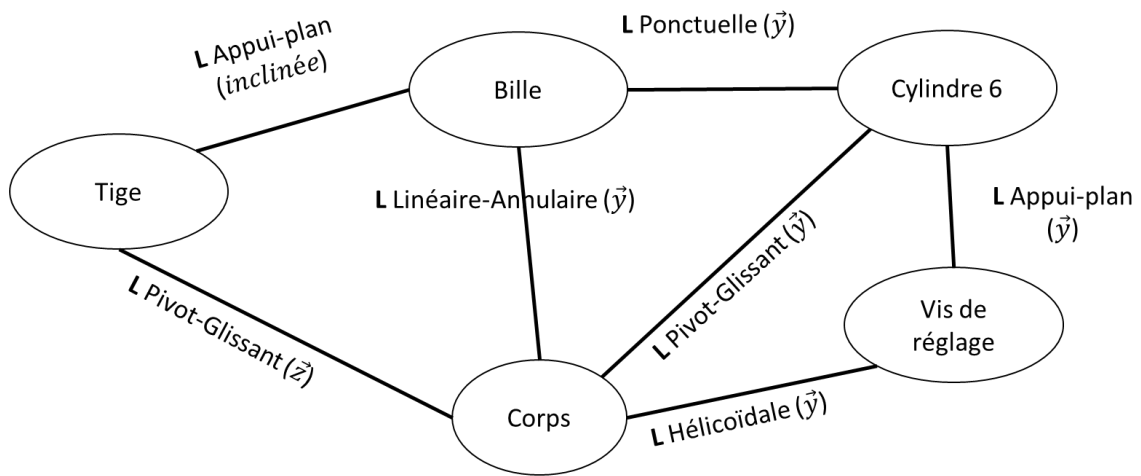 L Appui-plan
(inclinée)
L Ponctuelle (y⃗)
Bille
Cylindre 6
Tige
L Linéaire-Annulaire (y⃗)
L Appui-plan
(y⃗)
L Pivot-Glissant (z⃗)
L Pivot-Glissant (y⃗)
Vis de
réglage
Corps
L Hélicoïdale (y⃗)